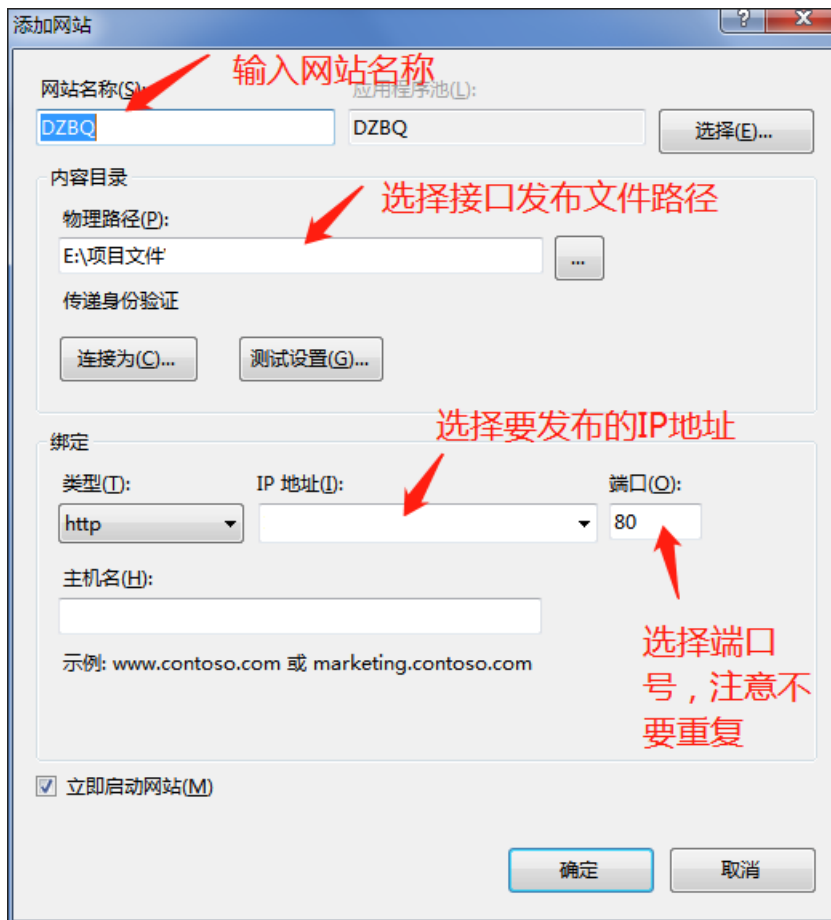 添加网站
输入网站名称
网站名称(S):
应用程序池(L):
DZBQ
DZBQ
选择(E)...
内容目录
选择接口发布文件路径
物理路径(P):
E:\项目文件
...
传递身份验证
连接为(C)...
测试设置(G)...
选择要发布的IP地址
绑定
类型(T):
IP 地址(I):
端口(O):
http
80
主机名(H):
选择端口
号，注意不
要重复
示例: www.contoso.com 或 marketing.contoso.com
立即启动网站(M)
确定
取消